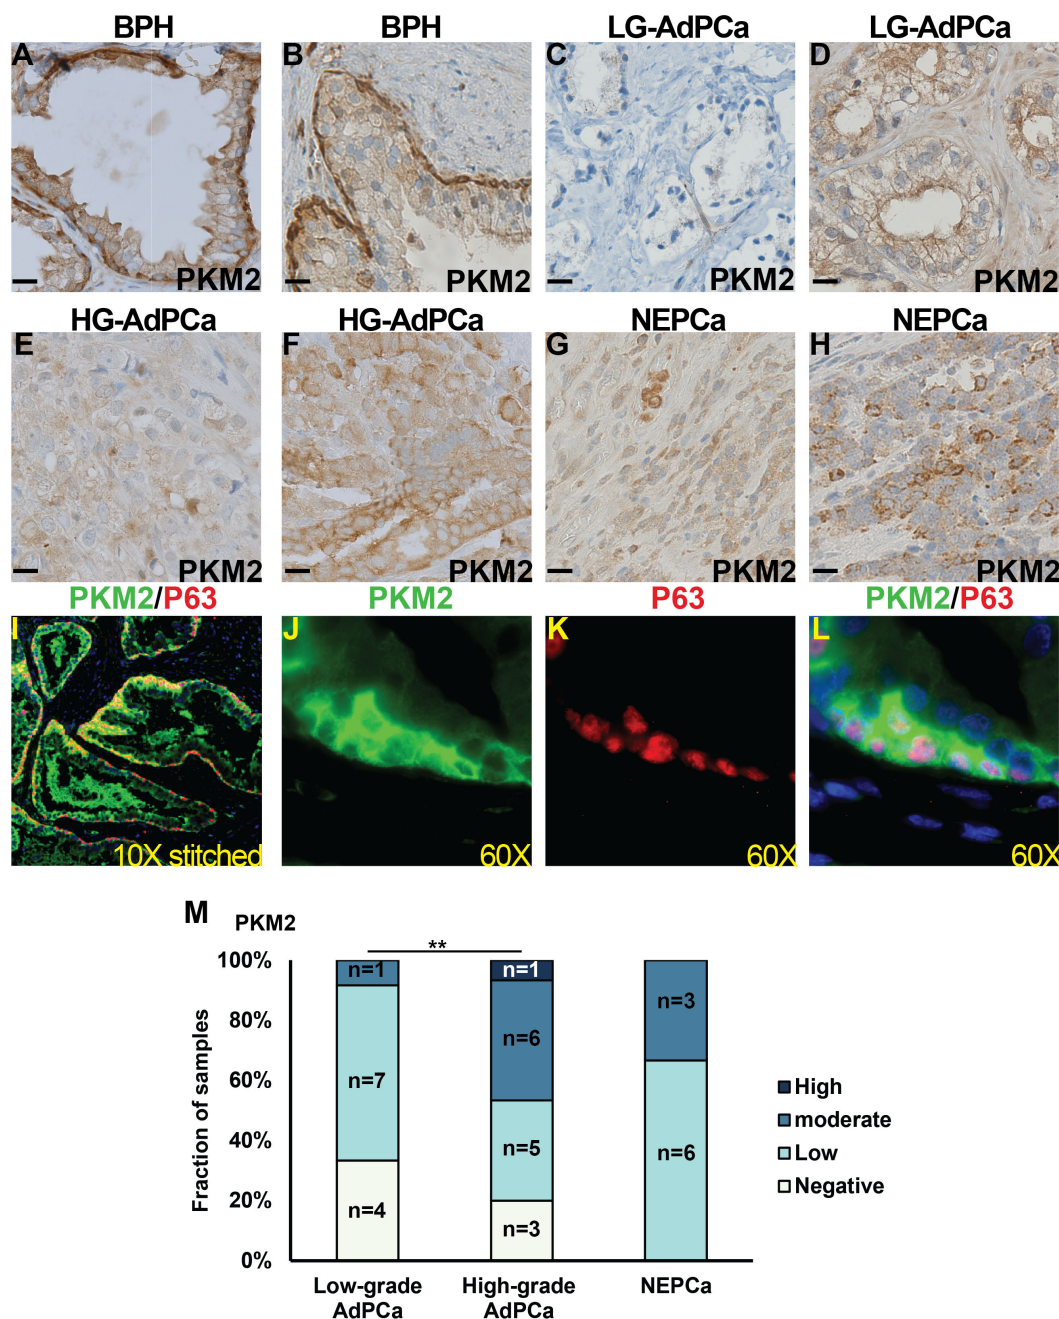 BPH BPH LG-AdPCa LG-AdPCa
A B C D
PKM2 PKM2 PKM2 PKM2
HG-AdPCa HG-AdPCa NEPCa NEPCa
E F G H
PKM2 PKM2 PKM2 PKM2
PKM2/P63 PKM2 P63 PKM2/P63
I J K L
10X stitched 60X 60X 60X
M PKM2
**
100%
80%
60%
40%
20%
0%
Fraction of samples
n=1
n=7
n=4
n=1
n=6
n=5
n=3
n=3
n=6
High
moderate
Low
Negative
Low-grade
AdPCa
High-grade
AdPCa
NEPCa